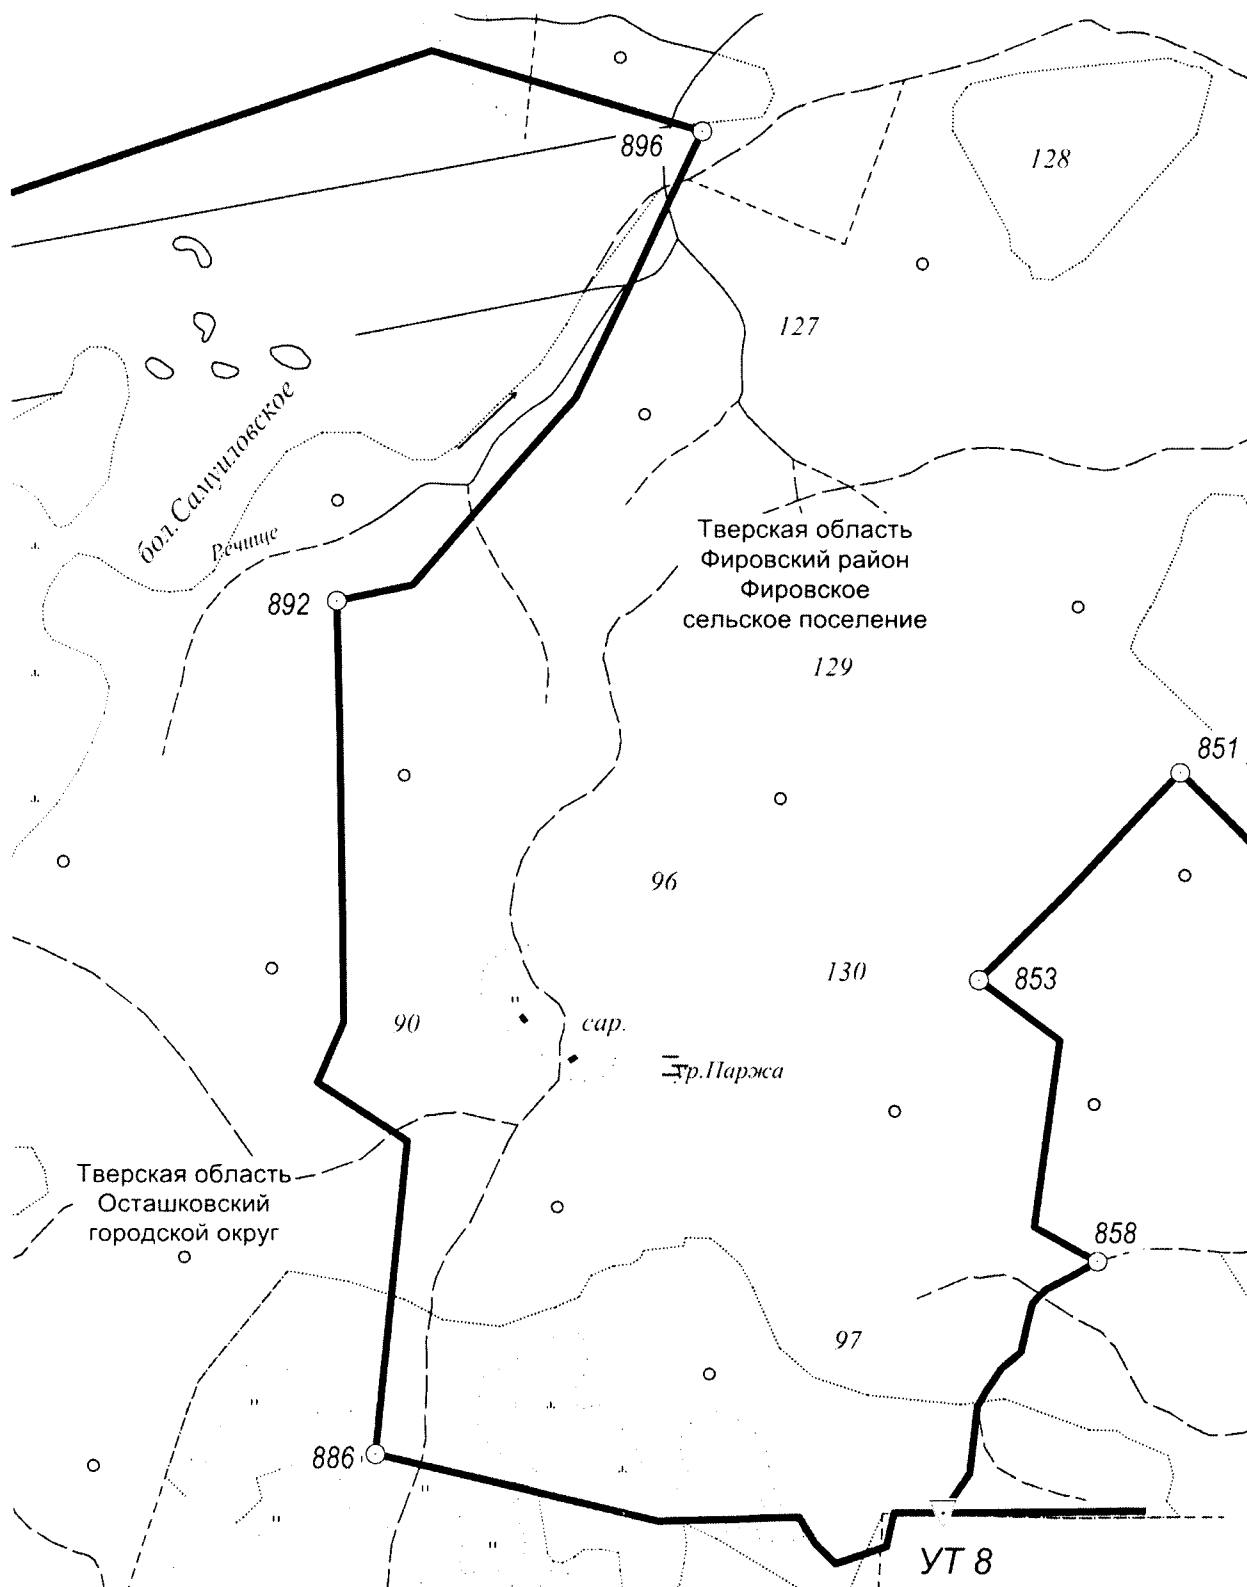 896
128
127
бол. Самуиловское
Речище
Тверская область
Фировский район
Фировское
сельское поселение
892
129
851
96
130
853
90
сар.
ур.Паржа
Тверская область
Осташковский
городской округ
858
97
886
УТ 8